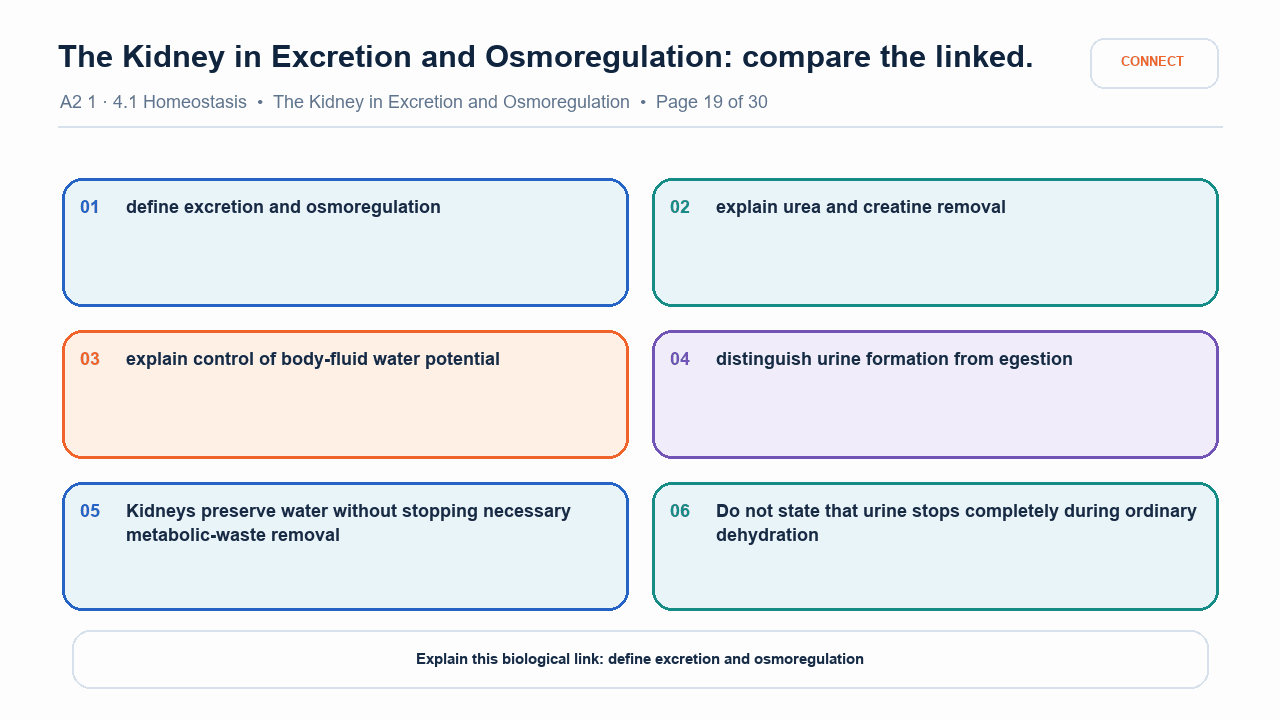 The Kidney in Excretion and Osmoregulation: compare the linked.
CONNECT
A2 1 · 4.1 Homeostasis • The Kidney in Excretion and Osmoregulation • Page 19 of 30
01 define excretion and osmoregulation
02 explain urea and creatine removal
03 explain control of body-fluid water potential
04 distinguish urine formation from egestion
05 Kidneys preserve water without stopping necessary
metabolic-waste removal
06 Do not state that urine stops completely during ordinary
dehydration
Explain this biological link: define excretion and osmoregulation